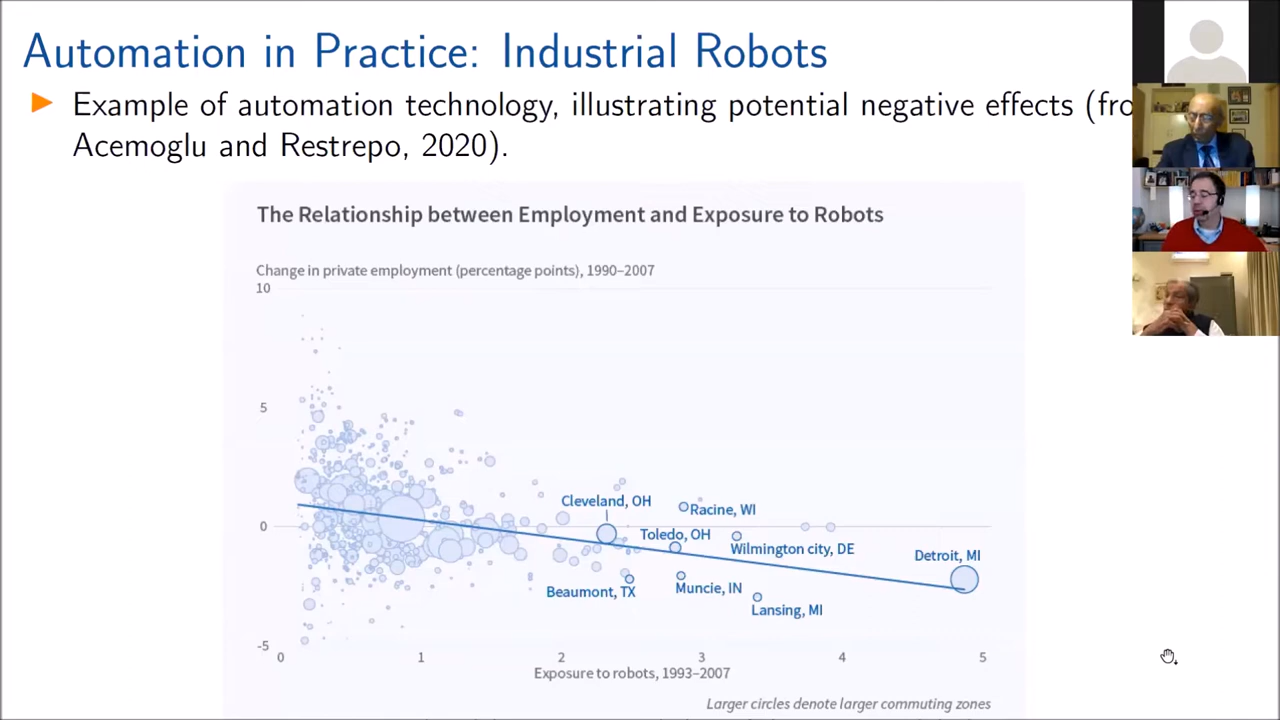 Automation in Practice: Industrial Robots
Example of automation technology, illustrating potential negative effects (fro
Acemoglu and Restrepo, 2020).
The Relationship between Employment and Exposure to Robots
Change in private employment (percentage points), 1990–2007
10
5
0
-5
Cleveland, OH
Racine, WI
Toledo, OH
Wilmington city, DE
Detroit, MI
Beaumont, TX
Muncie, IN
Lansing, MI
0 1 2 3 4 5
Exposure to robots, 1993–2007
Larger circles denote larger commuting zones